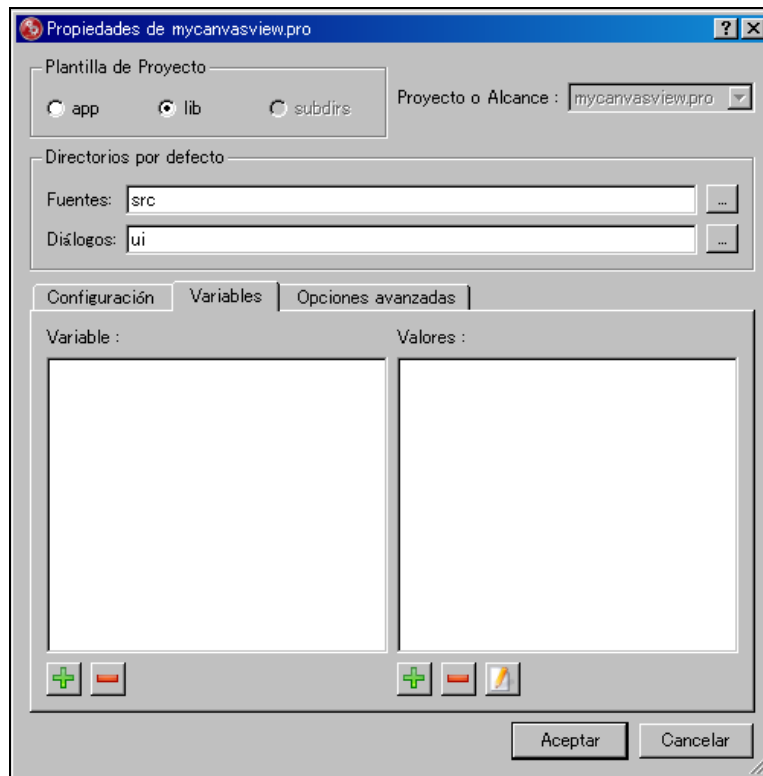 Propiedades de mycanvasview.pro
Plantilla de Proyecto
app lib subdirs
Proyecto o Alcance : mycanvasview.pro
Directorios por defecto
Fuentes: src ...
Diálogos: ui ...
Configuración Variables Opciones avanzadas
Variable : Valores :
Aceptar Cancelar